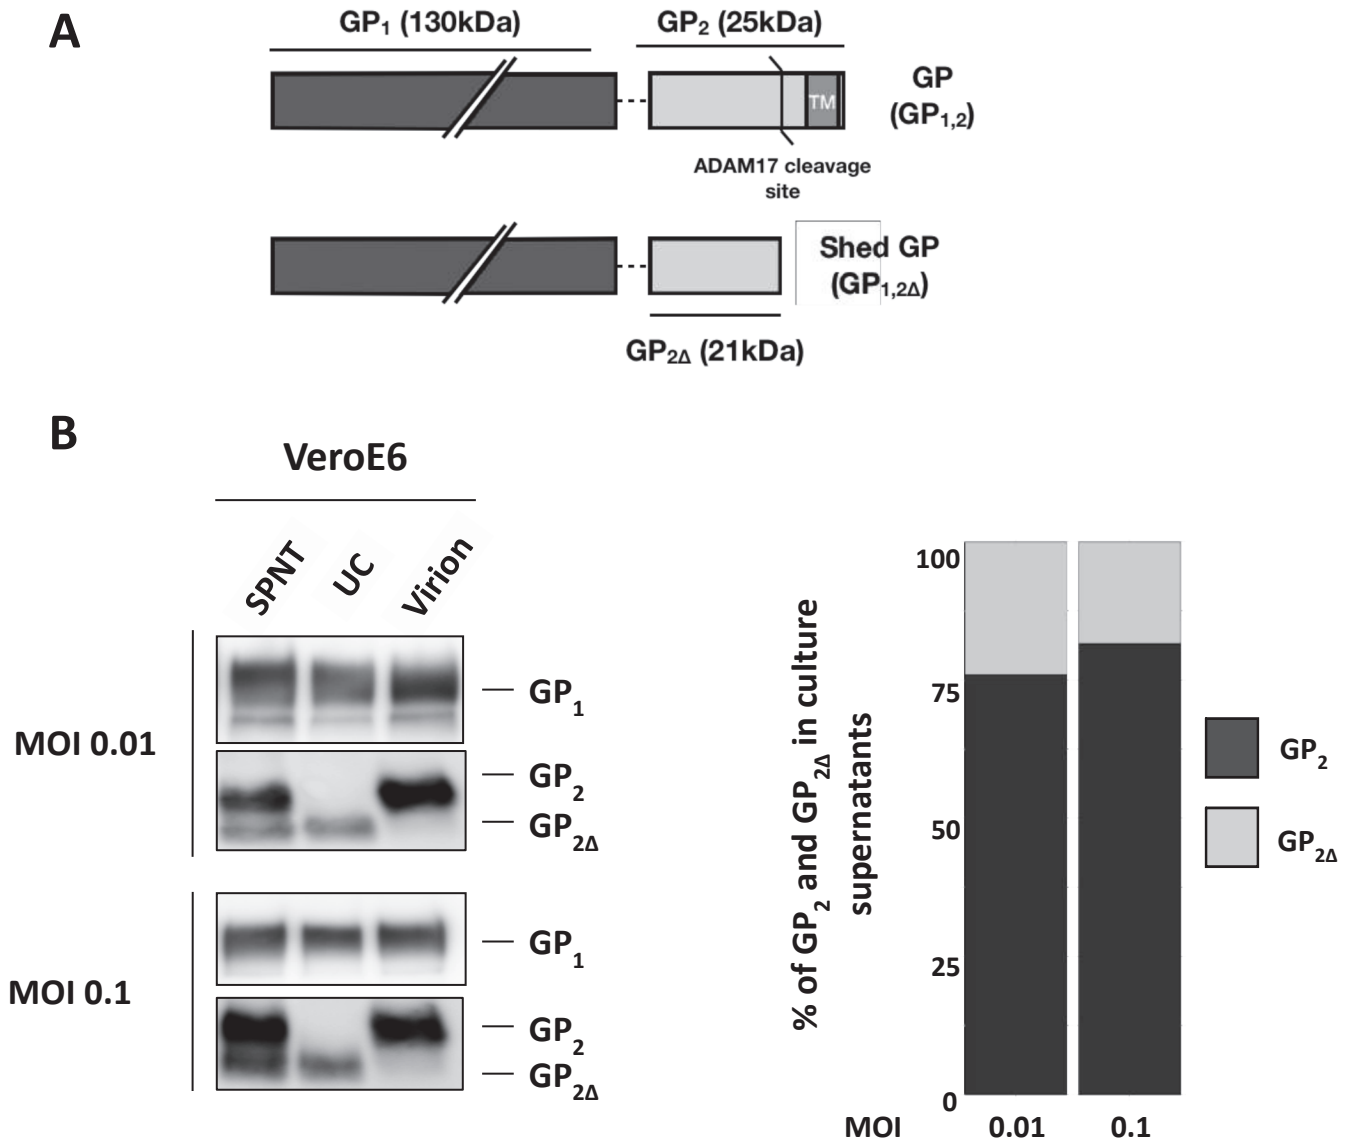 A
GP₁ (130kDa)
GP₂ (25kDa)
TM
GP
(GP₁,₂)
ADAM17 cleavage
site
Shed GP
(GP₁,₂Δ)
GP₂Δ (21kDa)
B
VeroE6
SPNT
UC
Virion
MOI 0.01
GP₁
GP₂
GP₂Δ
MOI 0.1
GP₁
GP₂
GP₂Δ
% of GP₂ and GP₂Δ in culture
supernatants
100
75
50
25
0
MOI
0.01
0.1
GP₂
GP₂Δ